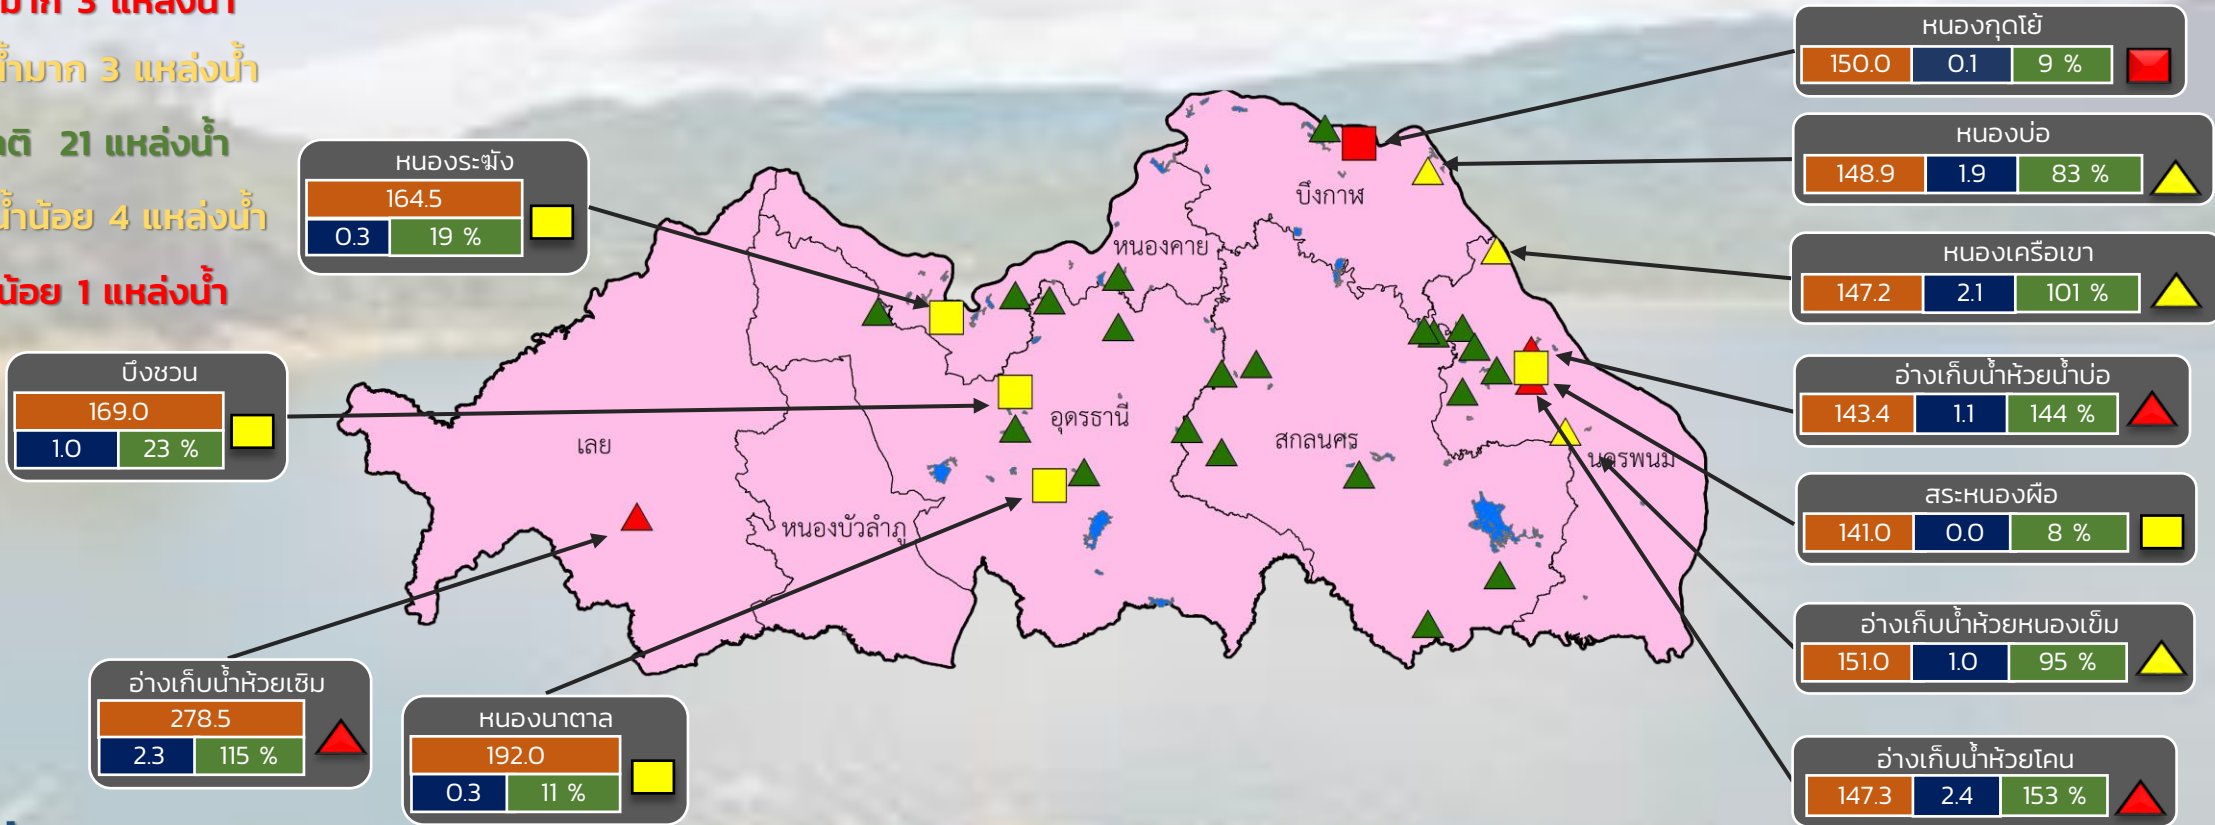 มาก 3 แหล่งน้ำ
น้ำมาก 3 แหล่งน้ำ
21 แหล่งน้ำ
น้ำน้อย 4 แหล่งน้ำ
น้อย 1 แหล่งน้ำ
หนองระฆัง
164.5
0.3 19 %
บึงชวน
169.0
1.0 23 %
อ่างเก็บน้ำห้วยเซิม
278.5
2.3 115 %
หนองนาตาล
192.0
0.3 11 %
บึงกาฬ
หนองคาย
อุดรธานี
เลย
สกลนคร
นครพนม
หนองบัวลำภู
หนองกุดโย้
150.0 0.1 9 %
หนองบ่อ
148.9 1.9 83 %
หนองเครือเขา
147.2 2.1 101 %
อ่างเก็บน้ำห้วยน้ำบ่อ
143.4 1.1 144 %
สระหนองผือ
141.0 0.0 8 %
อ่างเก็บน้ำห้วยหนองเข็ม
151.0 1.0 95 %
อ่างเก็บน้ำห้วยโคน
147.3 2.4 153 %